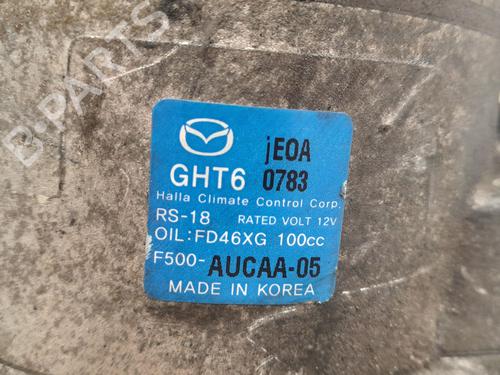 B-PARTS
jEOA
GHT6 0783
Halla Climate Control Corp.
RS-18 RATED VOLT 12V
OIL:FD46XG 100cc
F500-AUCAA-05
MADE IN KOREA